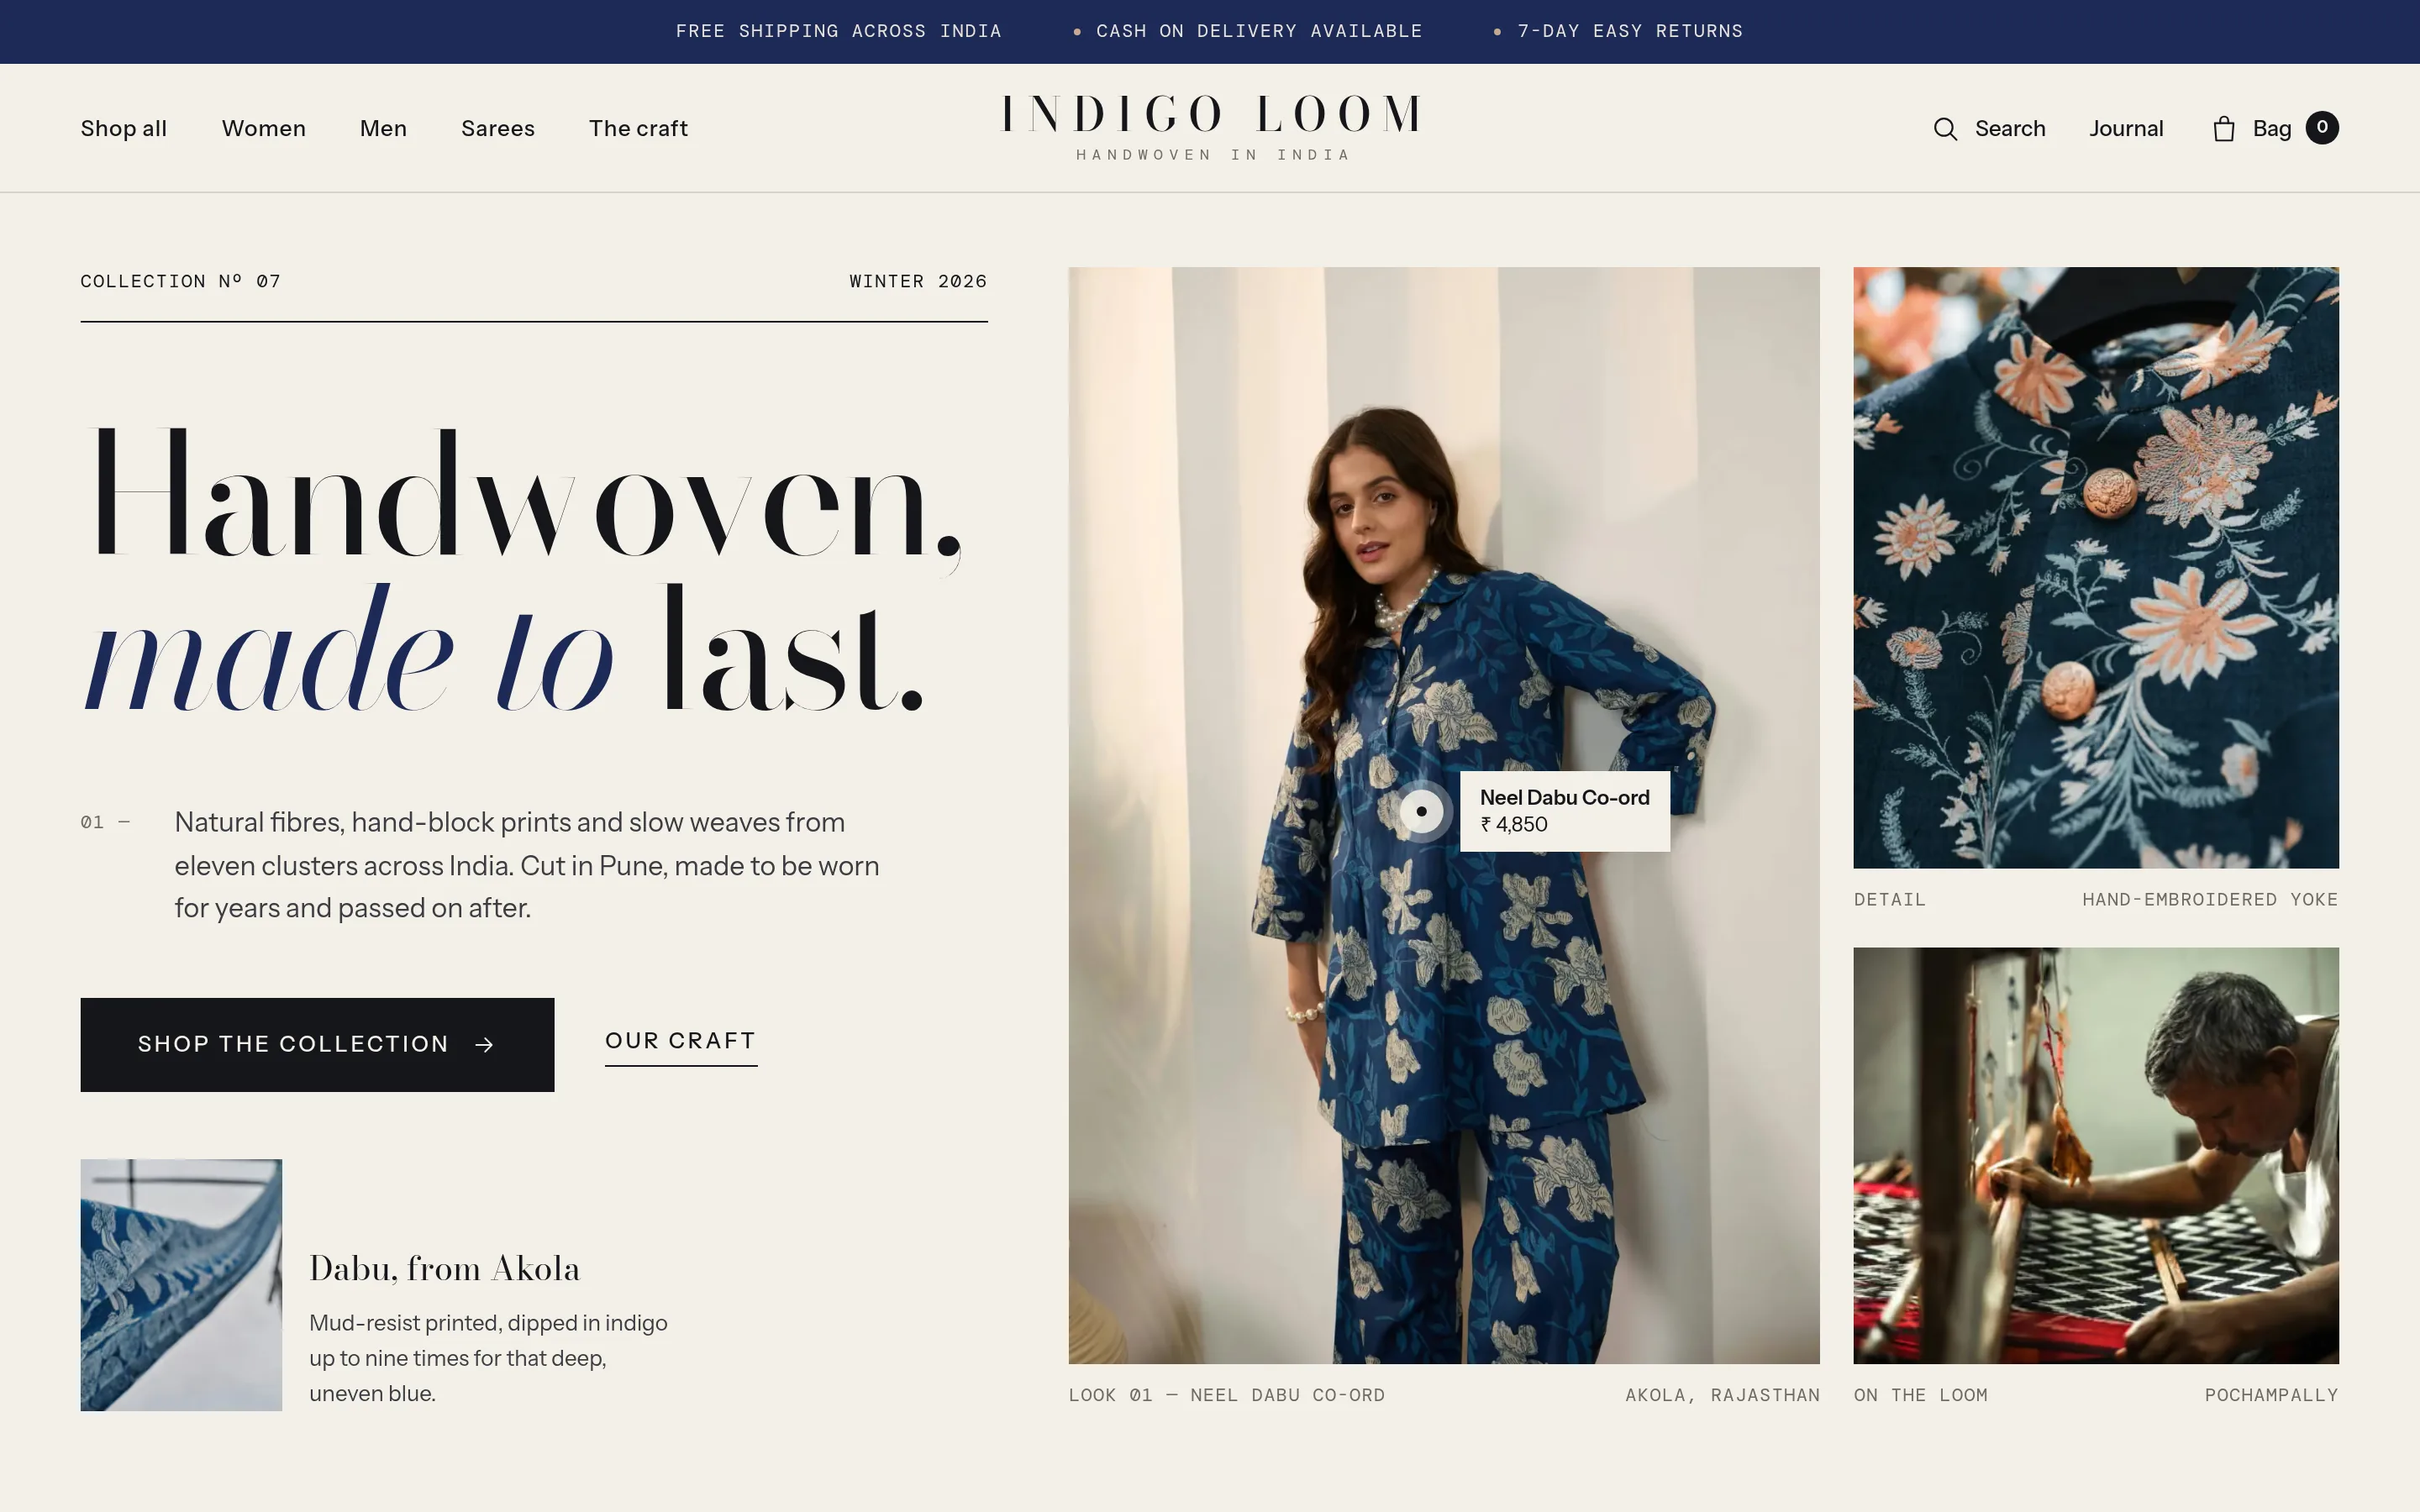 FREE SHIPPING ACROSS INDIA • CASH ON DELIVERY AVAILABLE • 7-DAY EASY RETURNS
Shop all Women Men Sarees The craft
INDIGO LOOM
HANDWOVEN IN INDIA
Search Journal Bag 0
COLLECTION Nº 07 WINTER 2026
Handwoven,
made to last.
01 — Natural fibres, hand-block prints and slow weaves from
eleven clusters across India. Cut in Pune, made to be worn
for years and passed on after.
SHOP THE COLLECTION →
OUR CRAFT
Dabu, from Akola
Mud-resist printed, dipped in indigo
up to nine times for that deep,
uneven blue.
Neel Dabu Co-ord
₹ 4,850
LOOK 01 — NEEL DABU CO-ORD AKOLA, RAJASTHAN
DETAIL HAND-EMBROIDERED YOKE
ON THE LOOM POCHAMPALLY